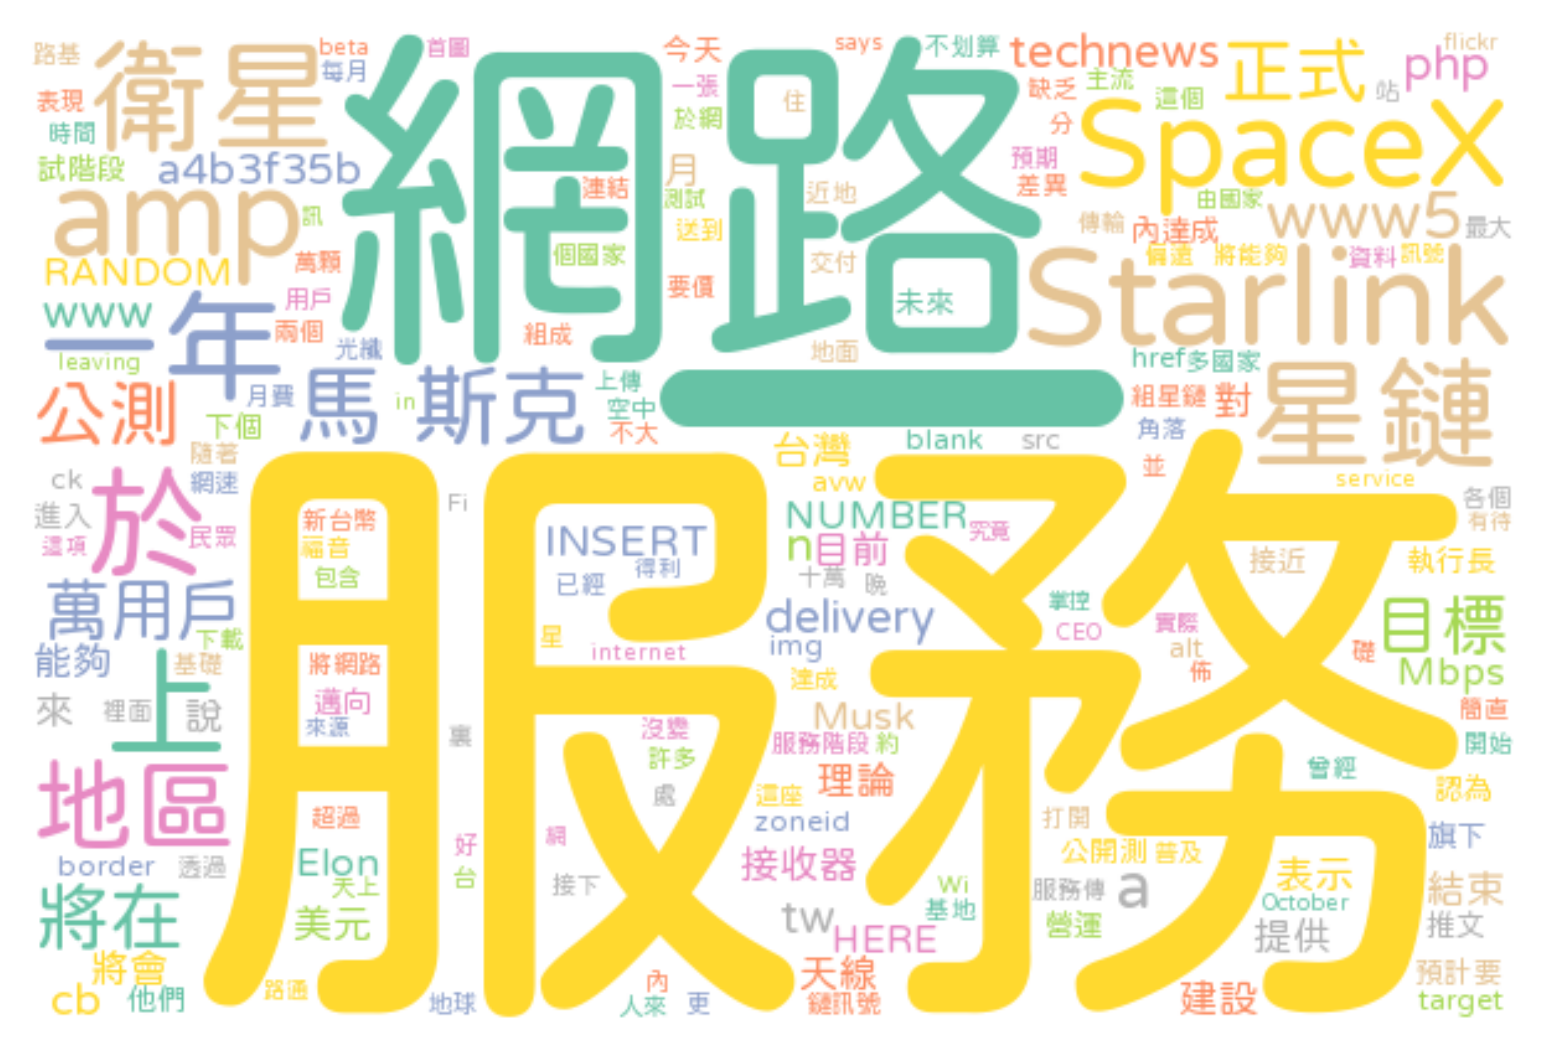 路基 衛星 beta 首圖 網路 今天 says 不划算 technews 正式 flickr
每月 一張 住 缺乏 主流 php
表現 於網 這個 站
時間 分 SpaceX
試階段 a4b3f35b 月 預期
連結 近地 差異
amp 訊 測試 由國家 www5
送到 傳輸 內達成 最大
RANDOM 萬顆 個國家 交付 Starlink 偏遠 將能夠 資料 訊號
用戶 要價 未來
www 一 年 兩個 組成
leaving 光纖 地面 href 多國家
公測 月費 in 馬 斯克 上傳 一 組星鏈 對 星鏈
下個 空中
隨著 不大 台灣 blank src 角落
ck 於 網速 服務 avw 並 service
進入 Fi 各個
這項 民眾 新台幣 INSERT NUMBER 究竟 有待
福音 n 目前 接近 執行長
萬用戶 包含 已經 得利 十萬 晚
下載 星 delivery 掌控 目標
能夠 上 基礎 將網路 internet img CEO 實際 alt 礎 Mbps
邁向 達成 佈
來 裡面 說 來源 沒變 Musk 簡直
裏 許多 服務階段 約 開始
地區 處 理論 曾經
超過 這座 認為
網 zoneid 打開 旗下
border 透過 Elon 好 接收器 公開測 普及
天上 台 接下 Wi 服務傳 a 表示 結束
將在 美元 tw 基地 營運 October
HERE 提供 推文
將會 內 天線 預計 要
cb 他們 路通 地球 人來 更 鏈訊號 建設 target